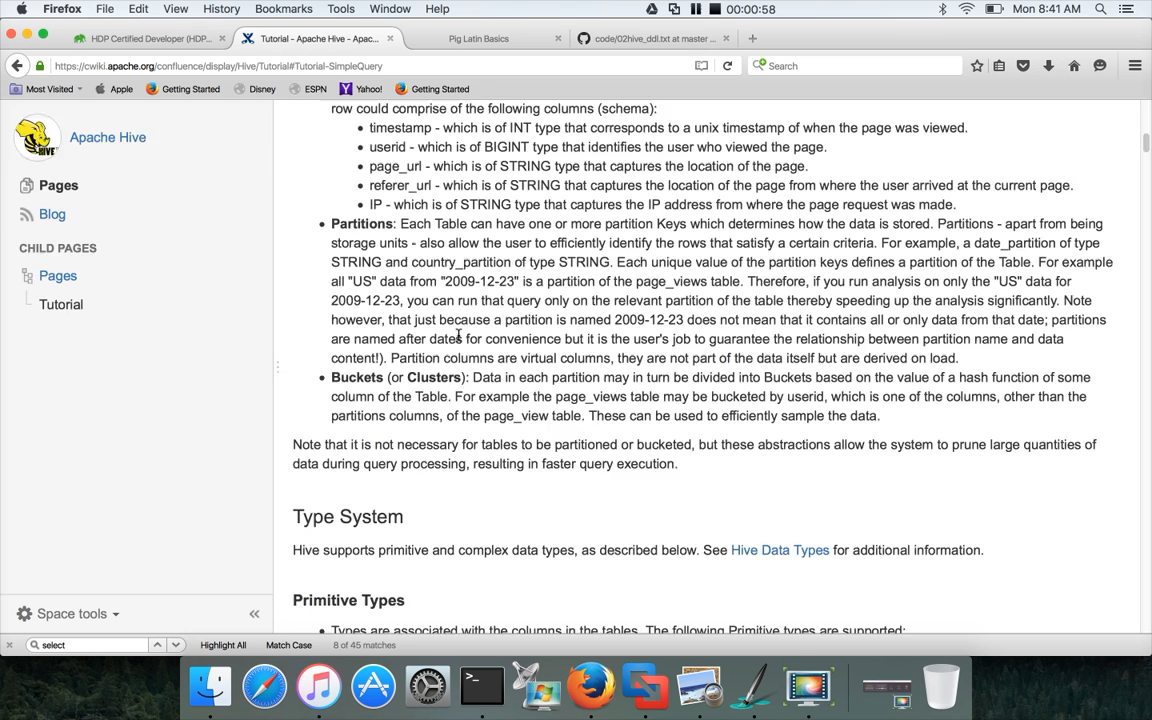 Firefox File Edit View History Bookmarks Tools Window Help 00:00:58 Mon 8:41 AM
HDP Certified Developer (HDP... × Tutorial - Apache Hive - Apac... × Pig Latin Basics × code/02hive_ddl.txt at master ... × +
https://cwiki.apache.org/confluence/display/Hive/Tutorial#Tutorial-SimpleQuery Search
Most Visited Apple Getting Started Disney ESPN Yahoo! Getting Started
Apache Hive
Pages
Blog
CHILD PAGES
Pages
Tutorial
Space tools
row could comprise of the following columns (schema):
• timestamp - which is of INT type that corresponds to a unix timestamp of when the page was viewed.
• userid - which is of BIGINT type that identifies the user who viewed the page.
• page_url - which is of STRING type that captures the location of the page.
• referer_url - which is of STRING that captures the location of the page from where the user arrived at the current page.
• IP - which is of STRING type that captures the IP address from where the page request was made.
• Partitions: Each Table can have one or more partition Keys which determines how the data is stored. Partitions - apart from being
storage units - also allow the user to efficiently identify the rows that satisfy a certain criteria. For example, a date_partition of type
STRING and country_partition of type STRING. Each unique value of the partition keys defines a partition of the Table. For example
all "US" data from "2009-12-23" is a partition of the page_views table. Therefore, if you run analysis on only the "US" data for
2009-12-23, you can run that query only on the relevant partition of the table thereby speeding up the analysis significantly. Note
however, that just because a partition is named 2009-12-23 does not mean that it contains all or only data from that date; partitions
are named after dates for convenience but it is the user's job to guarantee the relationship between partition name and data
content!). Partition columns are virtual columns, they are not part of the data itself but are derived on load.
• Buckets (or Clusters): Data in each partition may in turn be divided into Buckets based on the value of a hash function of some
column of the Table. For example the page_views table may be bucketed by userid, which is one of the columns, other than the
partitions columns, of the page_view table. These can be used to efficiently sample the data.
Note that it is not necessary for tables to be partitioned or bucketed, but these abstractions allow the system to prune large quantities of
data during query processing, resulting in faster query execution.
Type System
Hive supports primitive and complex data types, as described below. See Hive Data Types for additional information.
Primitive Types
• Types are associated with the columns in the tables. The following Primitive types are supported:
select Highlight All Match Case 8 of 45 matches